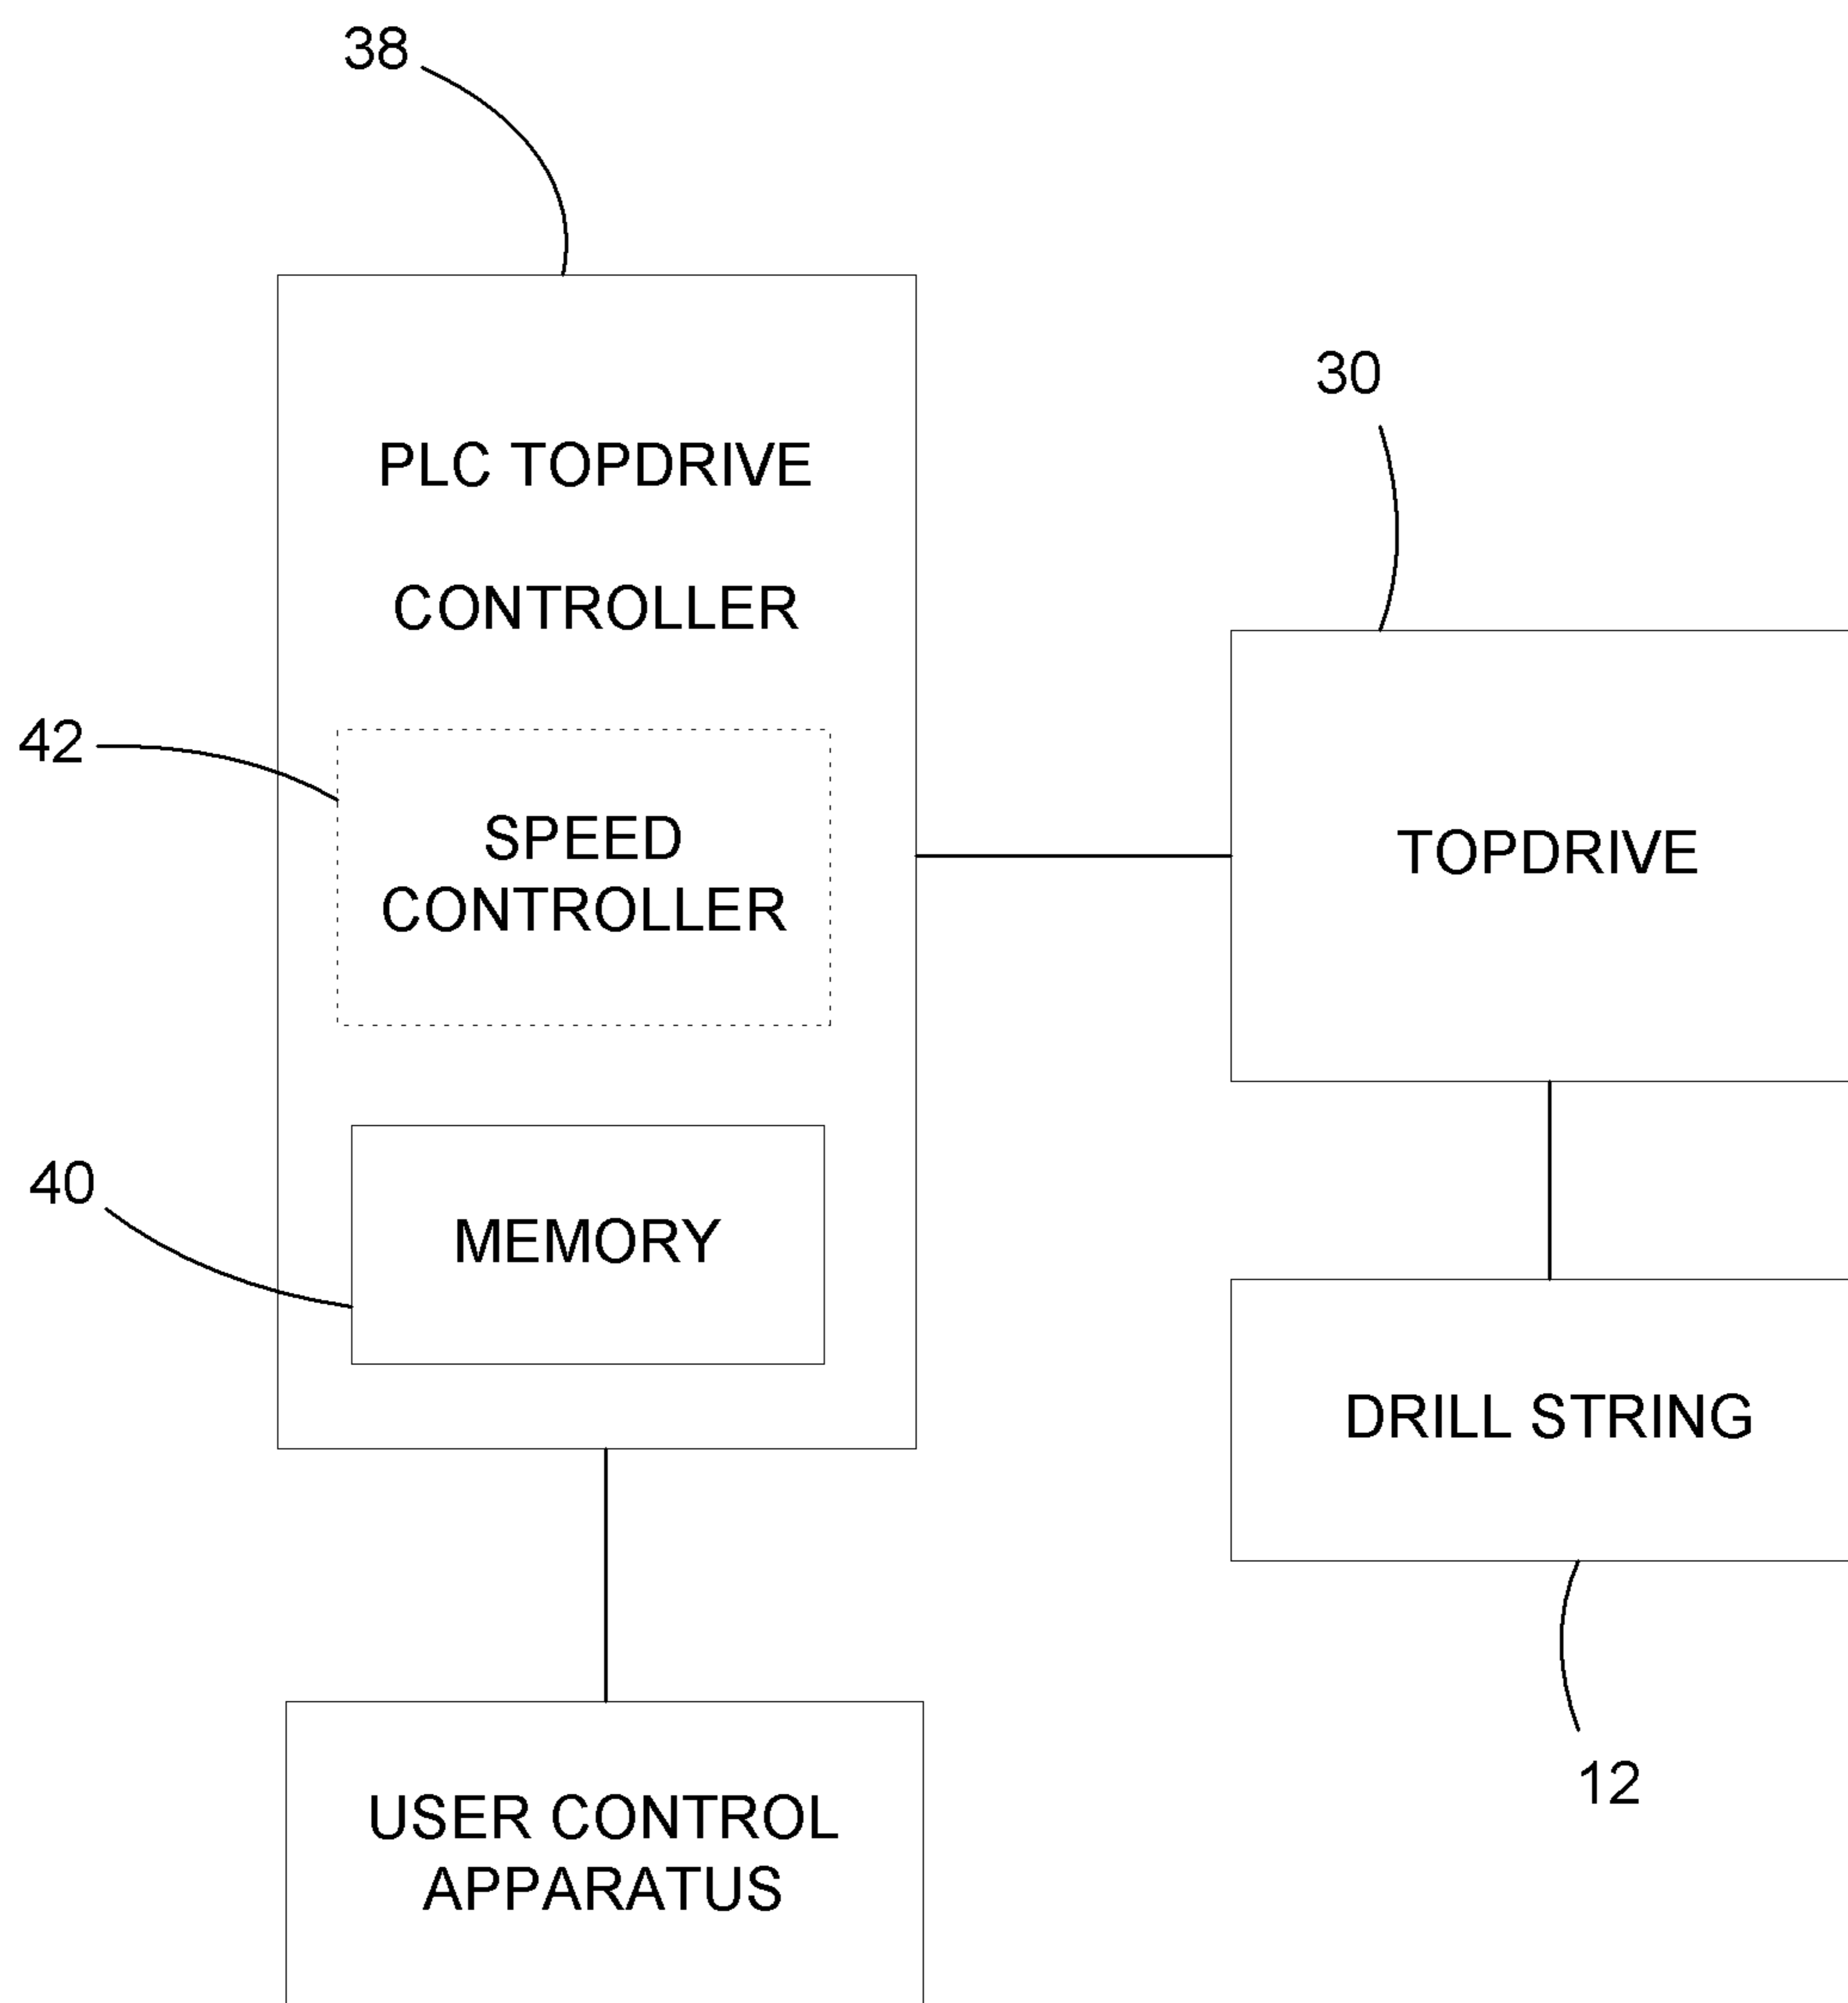 38
30
PLC TOPDRIVE
CONTROLLER
42
SPEED
CONTROLLER
TOPDRIVE
40
MEMORY
DRILL STRING
12
USER CONTROL
APPARATUS